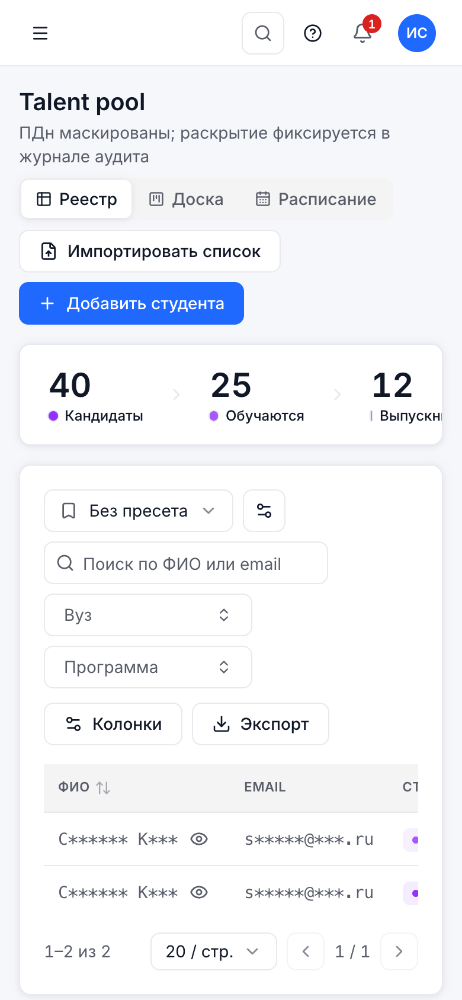 1
ИС
Talent pool
ПДн маскированы; раскрытие фиксируется в
журнале аудита
Реестр
Доска
Расписание
Импортировать список
Добавить студента
40
Кандидаты
25
Обучаются
12
Выпускн
Без пресета
Поиск по ФИО или email
Вуз
Программа
Колонки
Экспорт
ФИО
EMAIL
СТ
С****** К***
s*****@***.ru
С****** К***
s*****@***.ru
1–2 из 2
20 / стр.
1 / 1